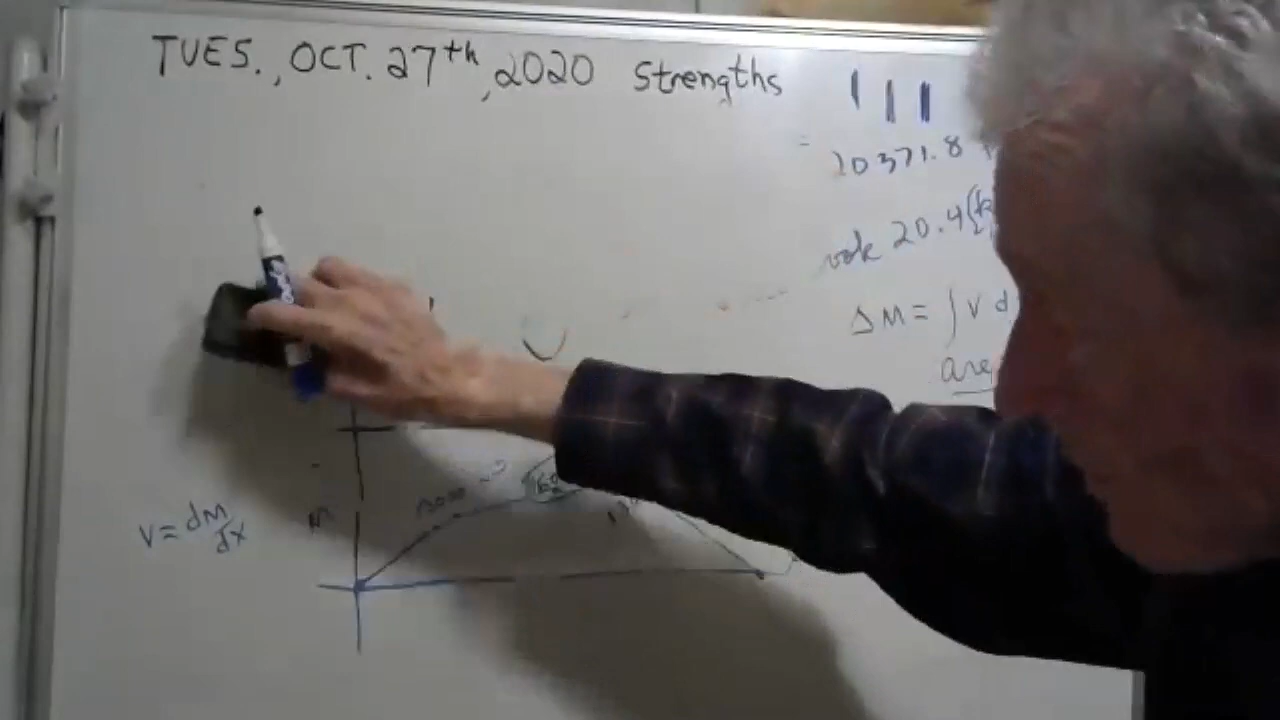 TUES., OCT. 27th, 2020 Strengths
= 20371.8
20.4
ΔM = ∫V d
are
V = dM/dx
M